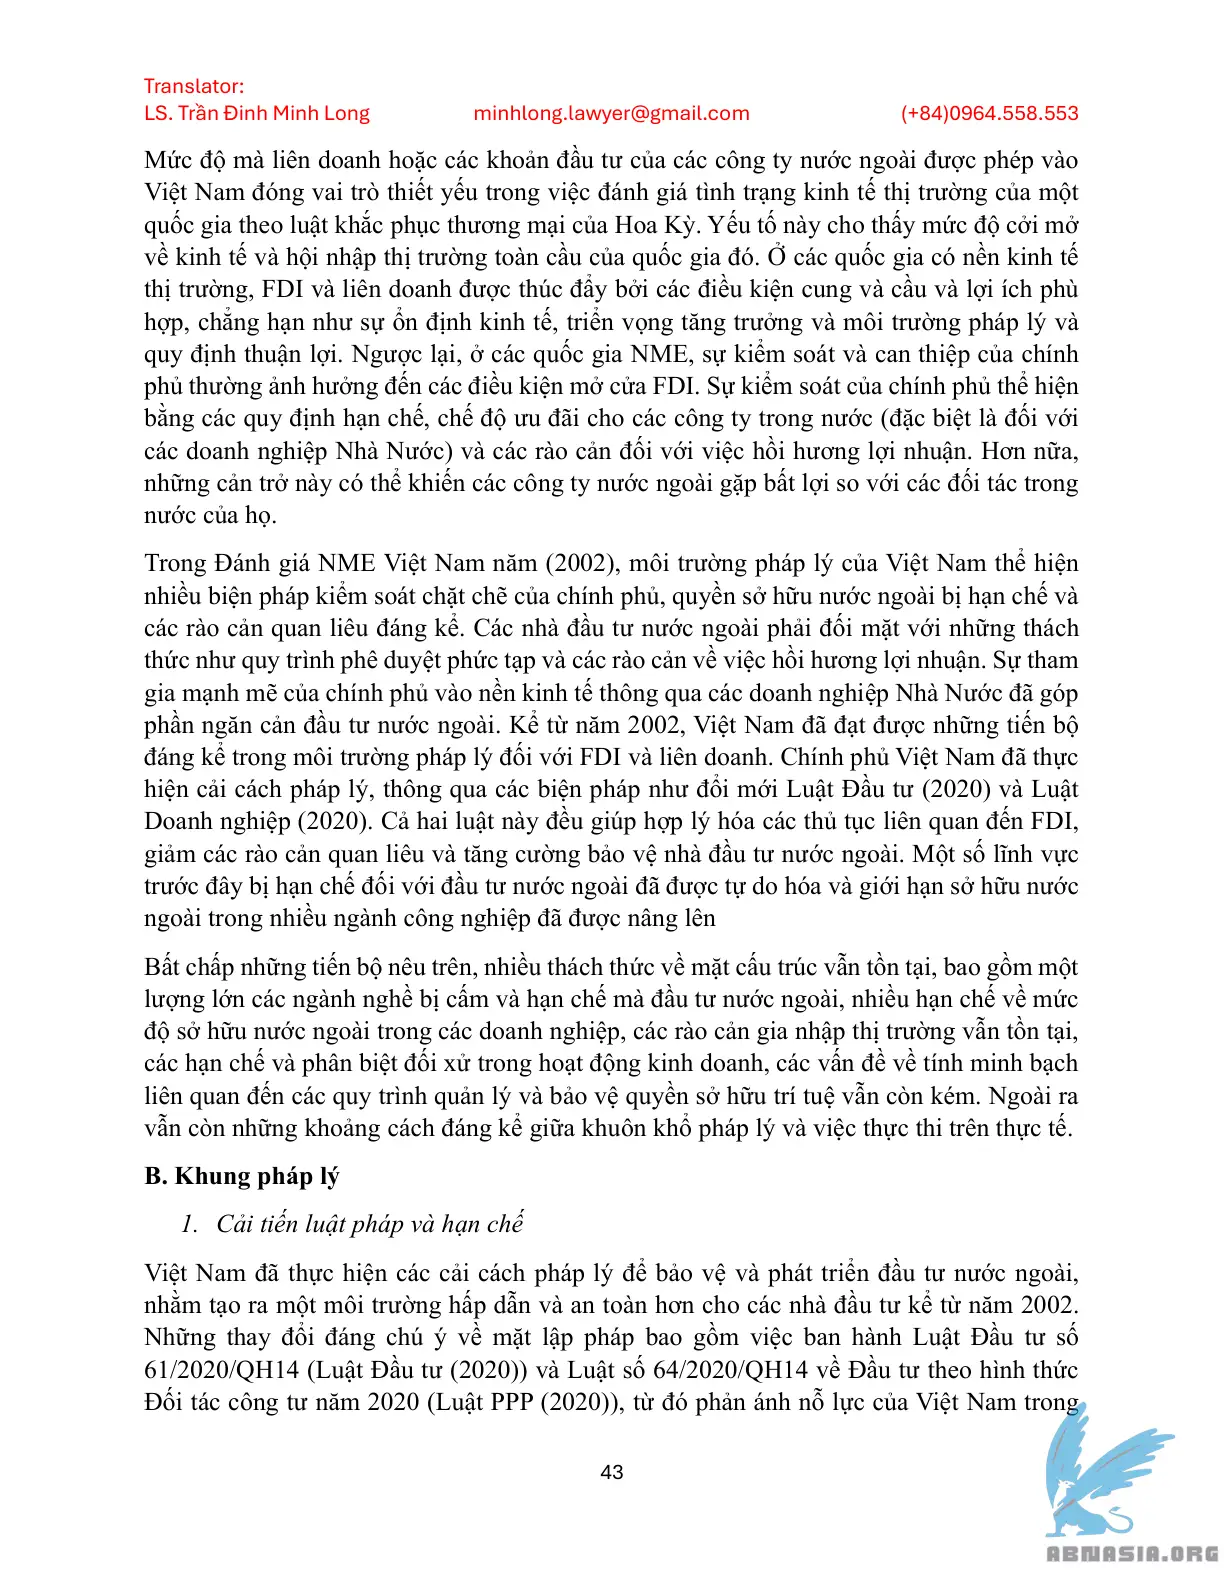 Translator:
LS. Trần Đinh Minh Long minhlong.lawyer@gmail.com (+84)0964.558.553
Mức độ mà liên doanh hoặc các khoản đầu tư của các công ty nước ngoài được phép vào
Việt Nam đóng vai trò thiết yếu trong việc đánh giá tình trạng kinh tế thị trường của một
quốc gia theo luật khắc phục thương mại của Hoa Kỳ. Yếu tố này cho thấy mức độ cởi mở
về kinh tế và hội nhập thị trường toàn cầu của quốc gia đó. Ở các quốc gia có nền kinh tế
thị trường, FDI và liên doanh được thúc đẩy bởi các điều kiện cung và cầu và lợi ích phù
hợp, chẳng hạn như sự ổn định kinh tế, triển vọng tăng trưởng và môi trường pháp lý và
quy định thuận lợi. Ngược lại, ở các quốc gia NME, sự kiểm soát và can thiệp của chính
phủ thường ảnh hưởng đến các điều kiện mở cửa FDI. Sự kiểm soát của chính phủ thể hiện
bằng các quy định hạn chế, chế độ ưu đãi cho các công ty trong nước (đặc biệt là đối với
các doanh nghiệp Nhà Nước) và các rào cản đối với việc hồi hương lợi nhuận. Hơn nữa,
những cản trở này có thể khiến các công ty nước ngoài gặp bất lợi so với các đối tác trong
nước của họ.
Trong Đánh giá NME Việt Nam năm (2002), môi trường pháp lý của Việt Nam thể hiện
nhiều biện pháp kiểm soát chặt chẽ của chính phủ, quyền sở hữu nước ngoài bị hạn chế và
các rào cản quan liêu đáng kể. Các nhà đầu tư nước ngoài phải đối mặt với những thách
thức như quy trình phê duyệt phức tạp và các rào cản về việc hồi hương lợi nhuận. Sự tham
gia mạnh mẽ của chính phủ vào nền kinh tế thông qua các doanh nghiệp Nhà Nước đã góp
phần ngăn cản đầu tư nước ngoài. Kể từ năm 2002, Việt Nam đã đạt được những tiến bộ
đáng kể trong môi trường pháp lý đối với FDI và liên doanh. Chính phủ Việt Nam đã thực
hiện cải cách pháp lý, thông qua các biện pháp như đổi mới Luật Đầu tư (2020) và Luật
Doanh nghiệp (2020). Cả hai luật này đều giúp hợp lý hóa các thủ tục liên quan đến FDI,
giảm các rào cản quan liêu và tăng cường bảo vệ nhà đầu tư nước ngoài. Một số lĩnh vực
trước đây bị hạn chế đối với đầu tư nước ngoài đã được tự do hóa và giới hạn sở hữu nước
ngoài trong nhiều ngành công nghiệp đã được nâng lên
Bất chấp những tiến bộ nêu trên, nhiều thách thức về mặt cấu trúc vẫn tồn tại, bao gồm một
lượng lớn các ngành nghề bị cấm và hạn chế mà đầu tư nước ngoài, nhiều hạn chế về mức
độ sở hữu nước ngoài trong các doanh nghiệp, các rào cản gia nhập thị trường vẫn tồn tại,
các hạn chế và phân biệt đối xử trong hoạt động kinh doanh, các vấn đề về tính minh bạch
liên quan đến các quy trình quản lý và bảo vệ quyền sở hữu trí tuệ vẫn còn kém. Ngoài ra
vẫn còn những khoảng cách đáng kể giữa khuôn khổ pháp lý và việc thực thi trên thực tế.
B. Khung pháp lý
1. Cải tiến luật pháp và hạn chế
Việt Nam đã thực hiện các cải cách pháp lý để bảo vệ và phát triển đầu tư nước ngoài,
nhằm tạo ra một môi trường hấp dẫn và an toàn hơn cho các nhà đầu tư kể từ năm 2002.
Những thay đổi đáng chú ý về mặt lập pháp bao gồm việc ban hành Luật Đầu tư số
61/2020/QH14 (Luật Đầu tư (2020)) và Luật số 64/2020/QH14 về Đầu tư theo hình thức
Đối tác công tư năm 2020 (Luật PPP (2020)), từ đó phản ánh nỗ lực của Việt Nam trong
43
ABNASIA.ORG